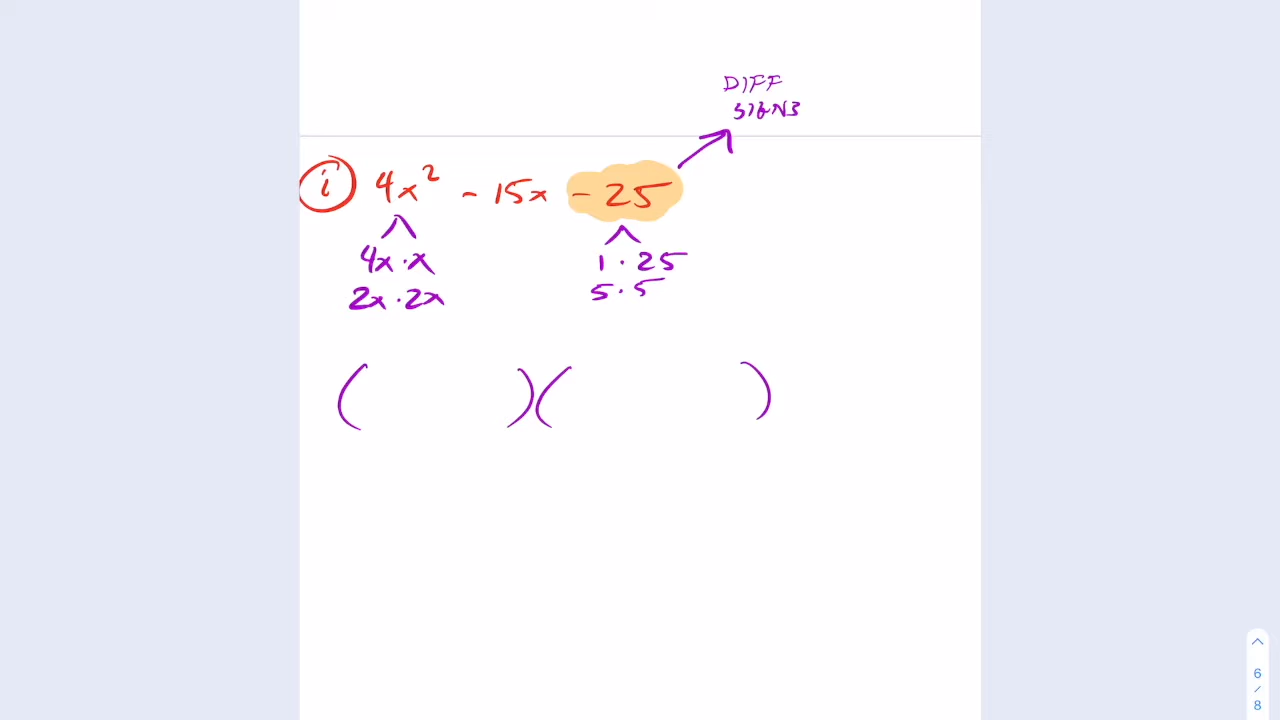 DIFF
SIGNS
i 4x² - 15x - 25
4x · x 1 · 25
2x · 2x 5 · 5
( )( )
6 / 8